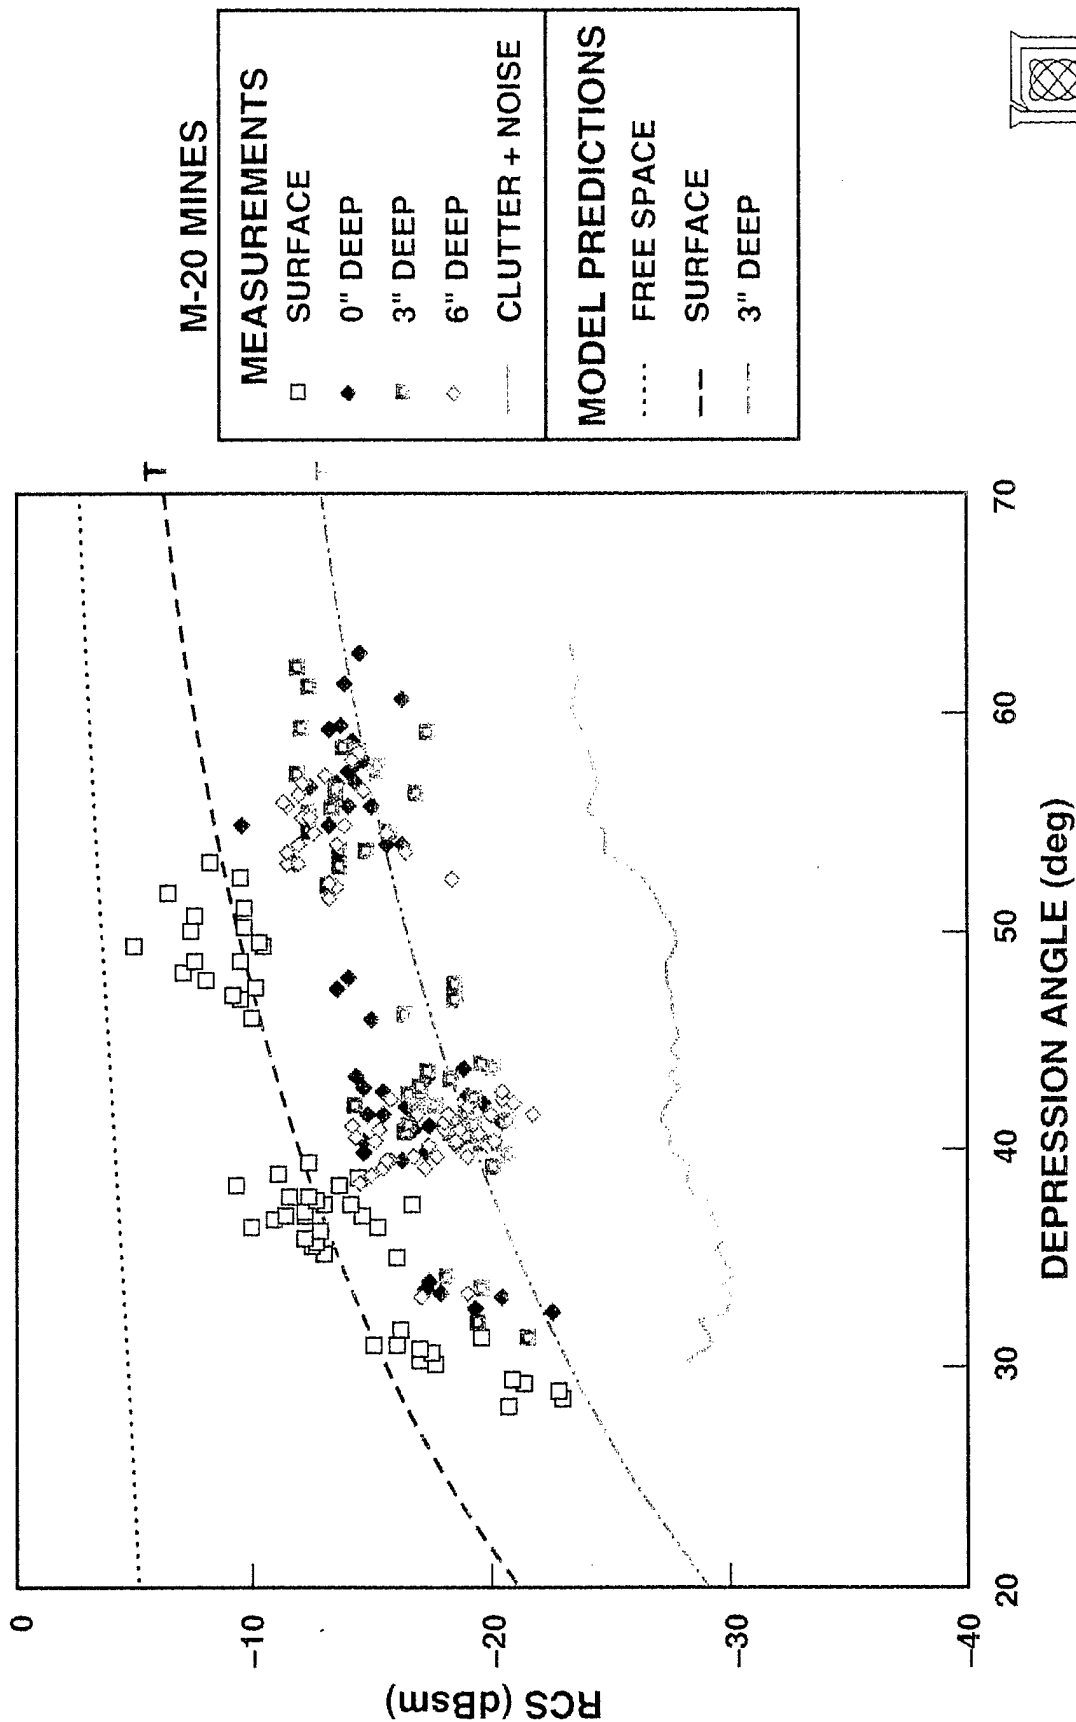 M-20 MINES
MEASUREMENTS
SURFACE
0" DEEP
3" DEEP
6" DEEP
CLUTTER + NOISE
MODEL PREDICTIONS
FREE SPACE
SURFACE
3" DEEP
RCS (dBsm)
0
-10
-20
-30
-40
T
T
20
30
40
50
60
70
DEPRESSION ANGLE (deg)